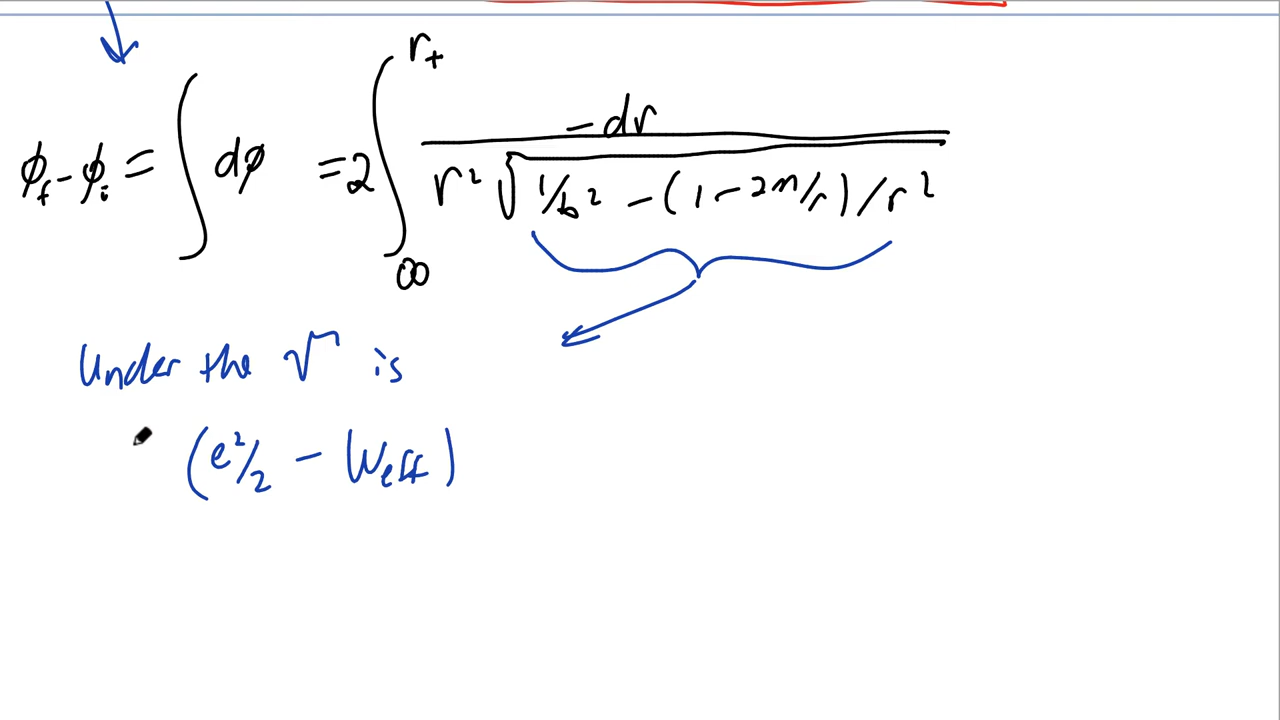 φf - φi = ∫ dφ = 2 ∫_∞^{r+} -dr / (r² √(1/b² - (1 - 2m/r)/r²))
Under the √ is
(e²/2 - Weff)